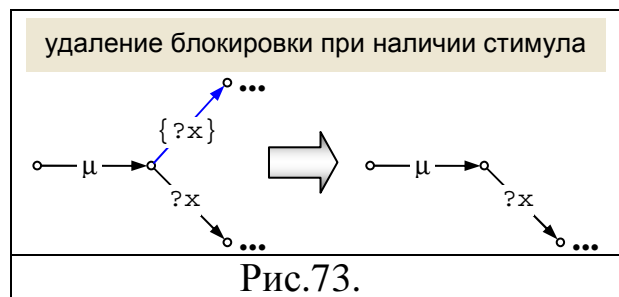 удаление блокировки при наличии стимула
...
{?x}
μ
μ
?x
?x
...
...
Рис.73.